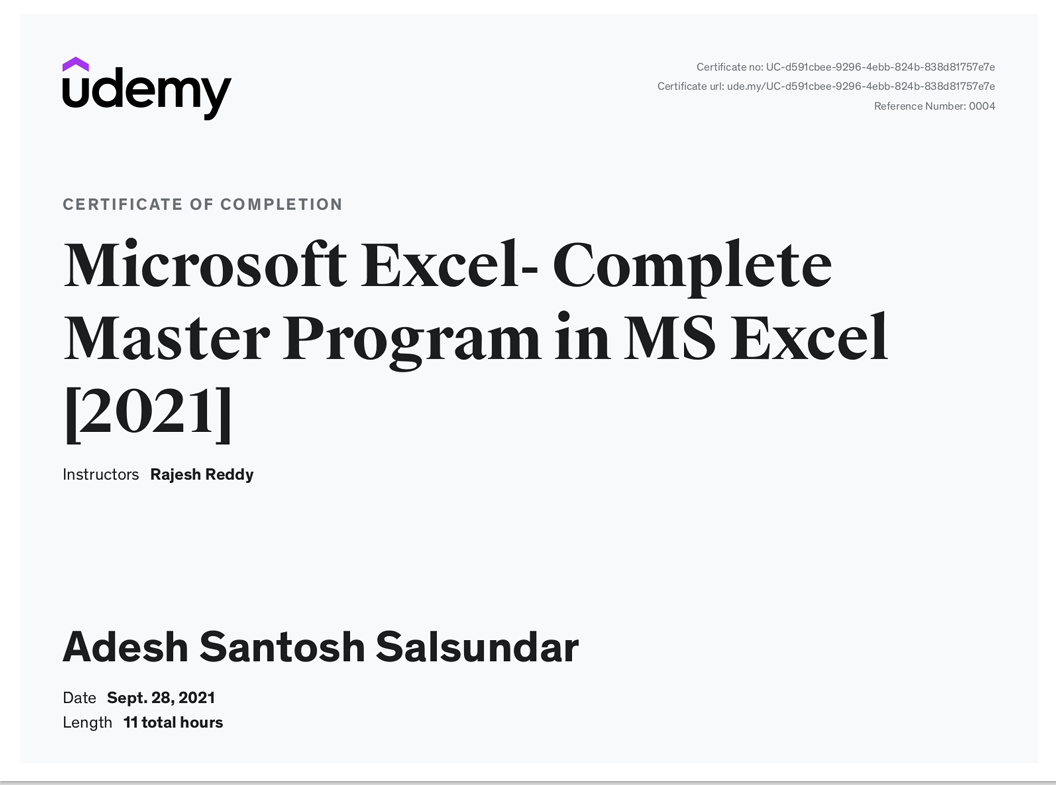 udemy
Certificate no: UC-d591cbee-9296-4ebb-824b-838d81757e7e
Certificate url: ude.my/UC-d591cbee-9296-4ebb-824b-838d81757e7e
Reference Number: 0004
CERTIFICATE OF COMPLETION
Microsoft Excel- Complete
Master Program in MS Excel
[2021]
Instructors Rajesh Reddy
Adesh Santosh Salsundar
Date Sept. 28, 2021
Length 11 total hours